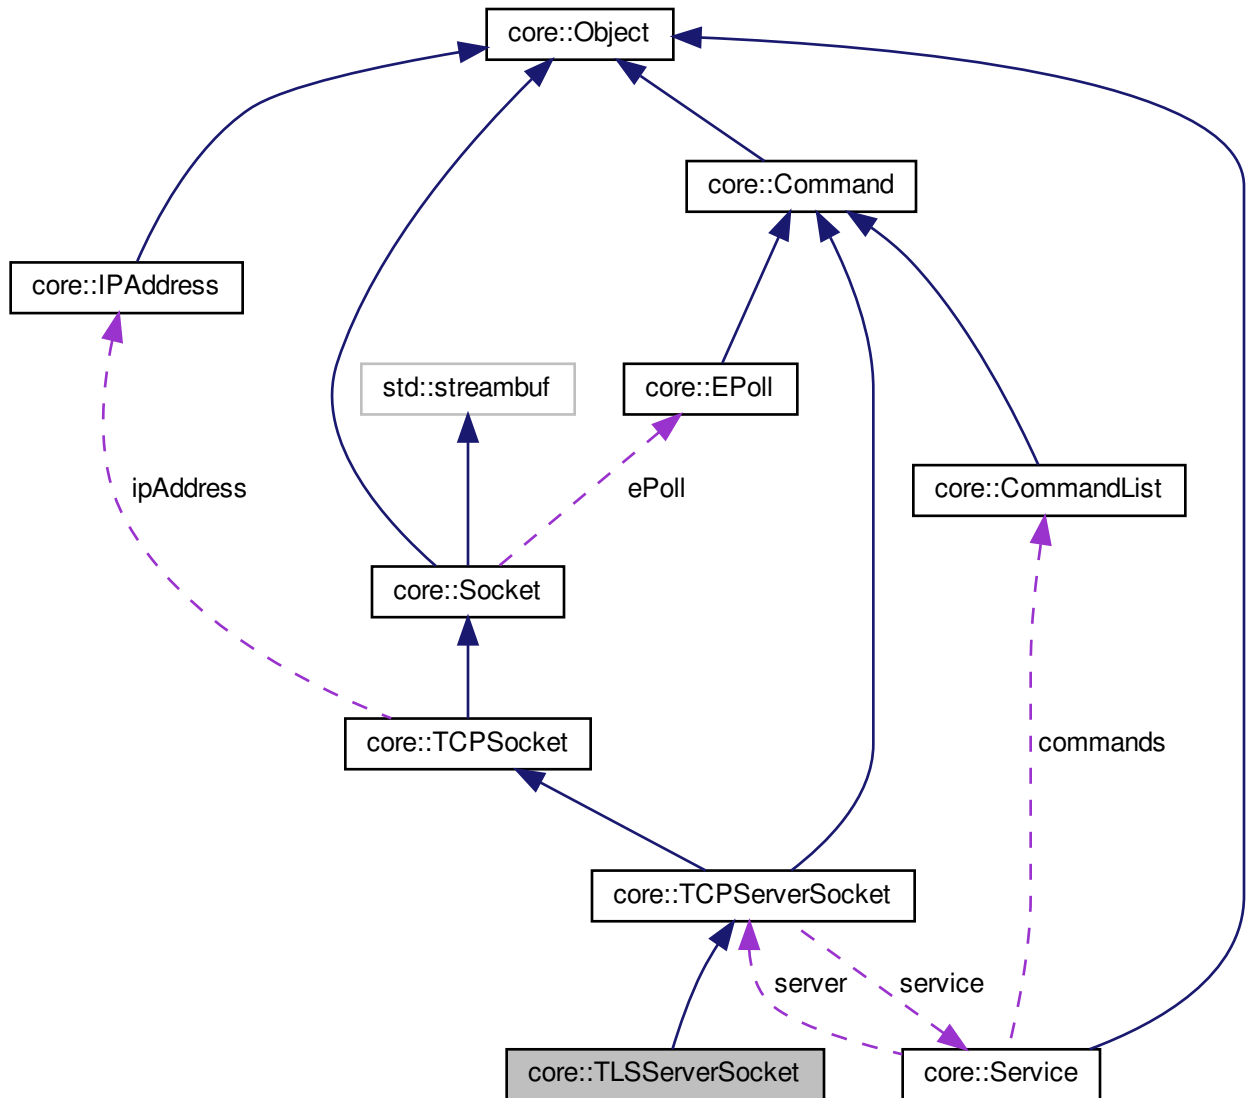 core::Object
core::Command
core::IPAddress
std::streambuf
core::EPoll
core::CommandList
ipAddress
ePoll
core::Socket
core::TCPSocket
commands
core::TCPServerSocket
server
service
core::TLSServerSocket
core::Service